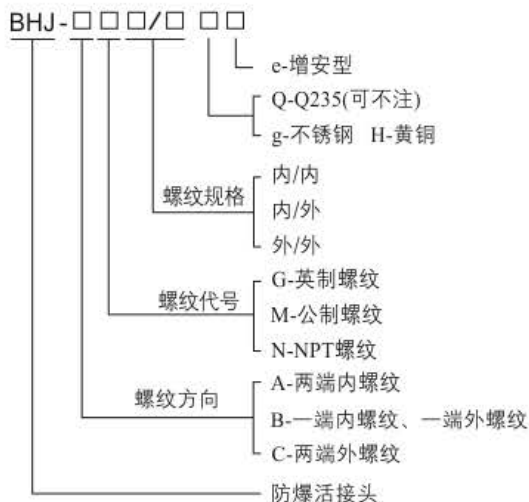 BHJ-□□□/□ □□
e-增安型
Q-Q235(可不注)
g-不锈钢 H-黄铜
螺纹规格
内/内
内/外
外/外
螺纹代号
G-英制螺纹
M-公制螺纹
N-NPT螺纹
螺纹方向
A-两端内螺纹
B-一端内螺纹、一端外螺纹
C-两端外螺纹
防爆活接头